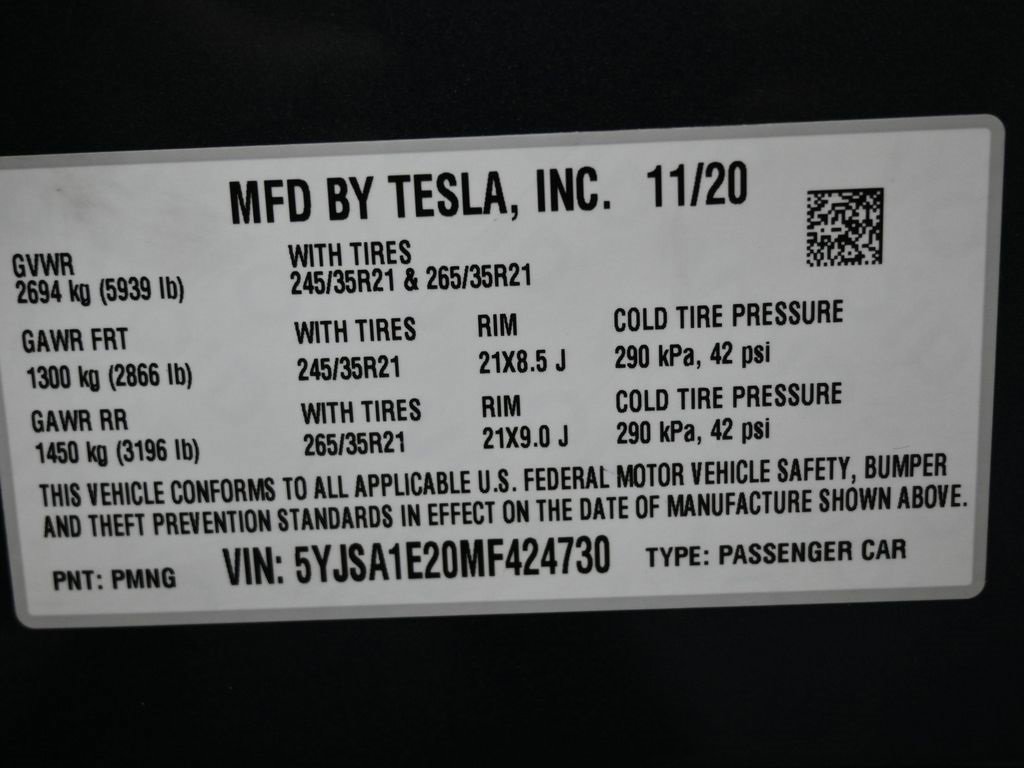 MFD BY TESLA, INC. 11/20
GVWR WITH TIRES
2694 kg (5939 lb) 245/35R21 & 265/35R21
GAWR FRT WITH TIRES RIM COLD TIRE PRESSURE
1300 kg (2866 lb) 245/35R21 21X8.5 J 290 kPa, 42 psi
GAWR RR WITH TIRES RIM COLD TIRE PRESSURE
1450 kg (3196 lb) 265/35R21 21X9.0 J 290 kPa, 42 psi
THIS VEHICLE CONFORMS TO ALL APPLICABLE U.S. FEDERAL MOTOR VEHICLE SAFETY, BUMPER
AND THEFT PREVENTION STANDARDS IN EFFECT ON THE DATE OF MANUFACTURE SHOWN ABOVE.
PNT: PMNG VIN: 5YJSA1E20MF424730 TYPE: PASSENGER CAR